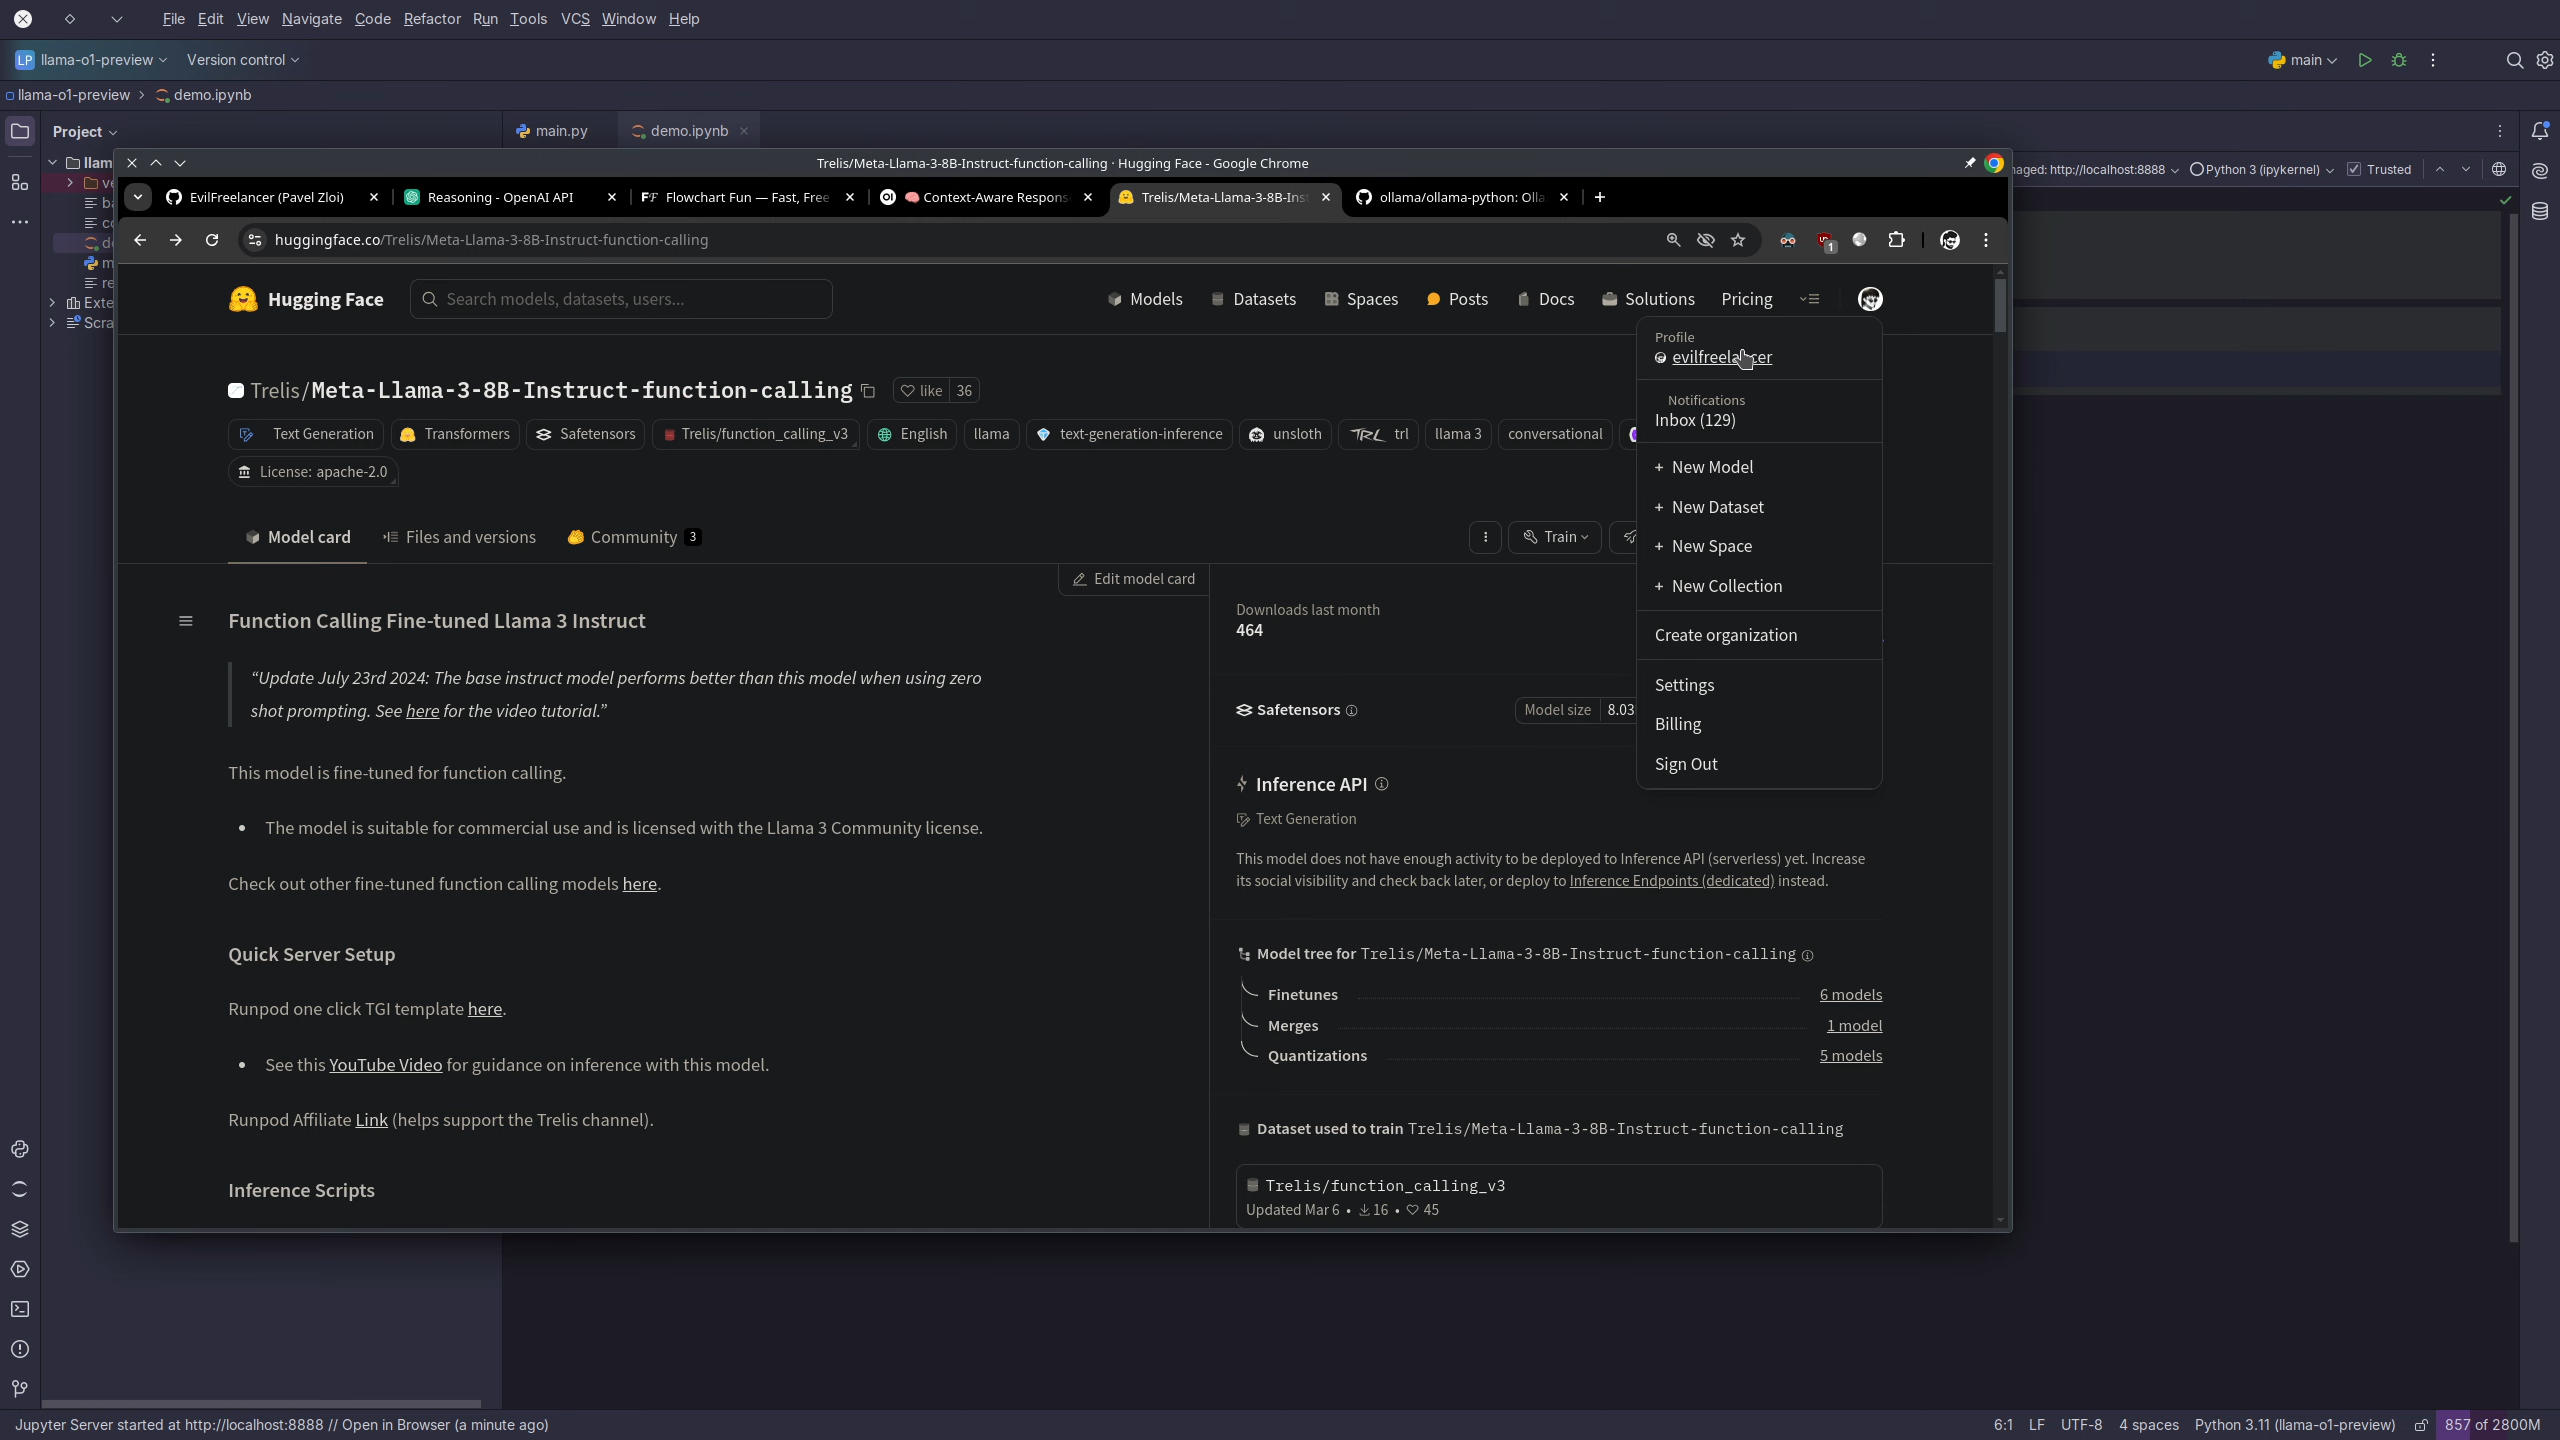 File Edit View Navigate Code Refactor Run Tools VCS Window Help
LP llama-o1-preview Version control main
llama-o1-preview demo.ipynb
Project main.py demo.ipynb
Trelis/Meta-Llama-3-8B-Instruct-function-calling · Hugging Face - Google Chrome
http://localhost:8888 Python 3 (ipykernel) Trusted
EvilFreelancer (Pavel Zloi) Reasoning - OpenAI API Flowchart Fun — Fast, Free Context-Aware Respons Trelis/Meta-Llama-3-8B-Inst ollama/ollama-python: Olla
huggingface.co/Trelis/Meta-Llama-3-8B-Instruct-function-calling 1
Hugging Face Search models, datasets, users... Models Datasets Spaces Posts Docs Solutions Pricing
Profile
evilfreelancer
Notifications
Inbox (129)
+ New Model
+ New Dataset
+ New Space
+ New Collection
Create organization
Settings
Billing
Sign Out
Trelis/Meta-Llama-3-8B-Instruct-function-calling like 36
Text Generation Transformers Safetensors Trelis/function_calling_v3 English llama text-generation-inference unsloth TRL trl llama 3 conversational
License: apache-2.0
Model card Files and versions Community 3 Train
Edit model card
Function Calling Fine-tuned Llama 3 Instruct
“Update July 23rd 2024: The base instruct model performs better than this model when using zero
shot prompting. See here for the video tutorial.”
This model is fine-tuned for function calling.
• The model is suitable for commercial use and is licensed with the Llama 3 Community license.
Check out other fine-tuned function calling models here.
Quick Server Setup
Runpod one click TGI template here.
• See this YouTube Video for guidance on inference with this model.
Runpod Affiliate Link (helps support the Trelis channel).
Inference Scripts
Downloads last month
464
Safetensors Model size 8.03
Inference API
Text Generation
This model does not have enough activity to be deployed to Inference API (serverless) yet. Increase
its social visibility and check back later, or deploy to Inference Endpoints (dedicated) instead.
Model tree for Trelis/Meta-Llama-3-8B-Instruct-function-calling
Finetunes 6 models
Merges 1 model
Quantizations 5 models
Dataset used to train Trelis/Meta-Llama-3-8B-Instruct-function-calling
Trelis/function_calling_v3
Updated Mar 6 • 16 • 45
Jupyter Server started at http://localhost:8888 // Open in Browser (a minute ago) 6:1 LF UTF-8 4 spaces Python 3.11 (llama-o1-preview) 857 of 2800M